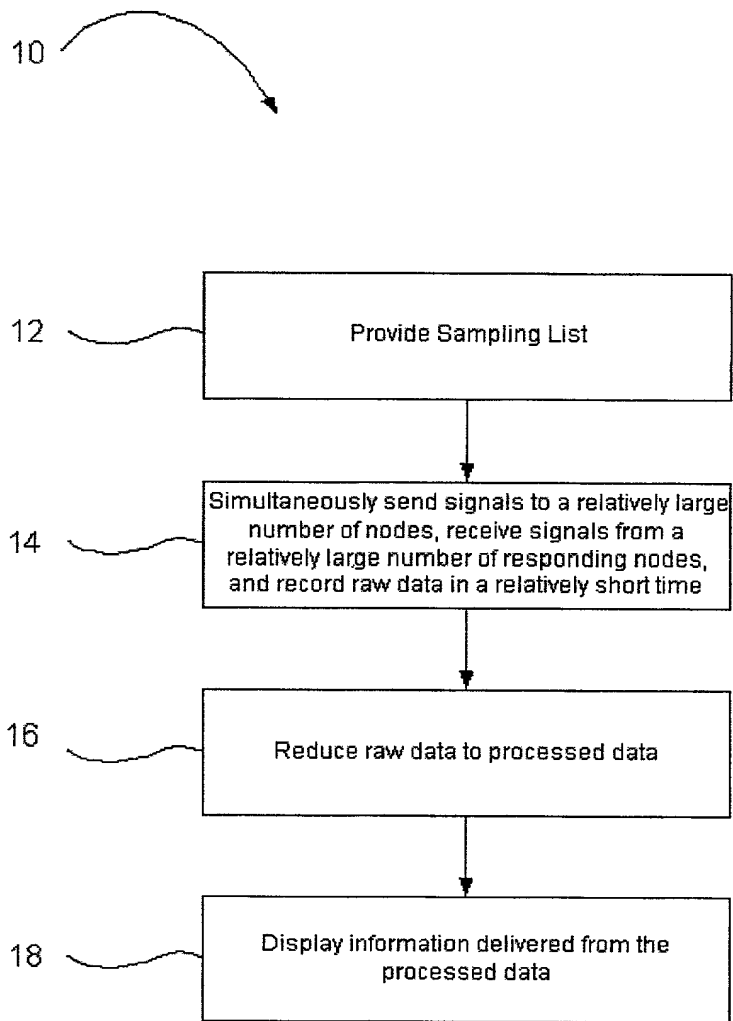 10
12
Provide Sampling List
14
Simultaneously send signals to a relatively large
number of nodes, receive signals from a
relatively large number of responding nodes,
and record raw data in a relatively short time
16
Reduce raw data to processed data
18
Display information delivered from the
processed data